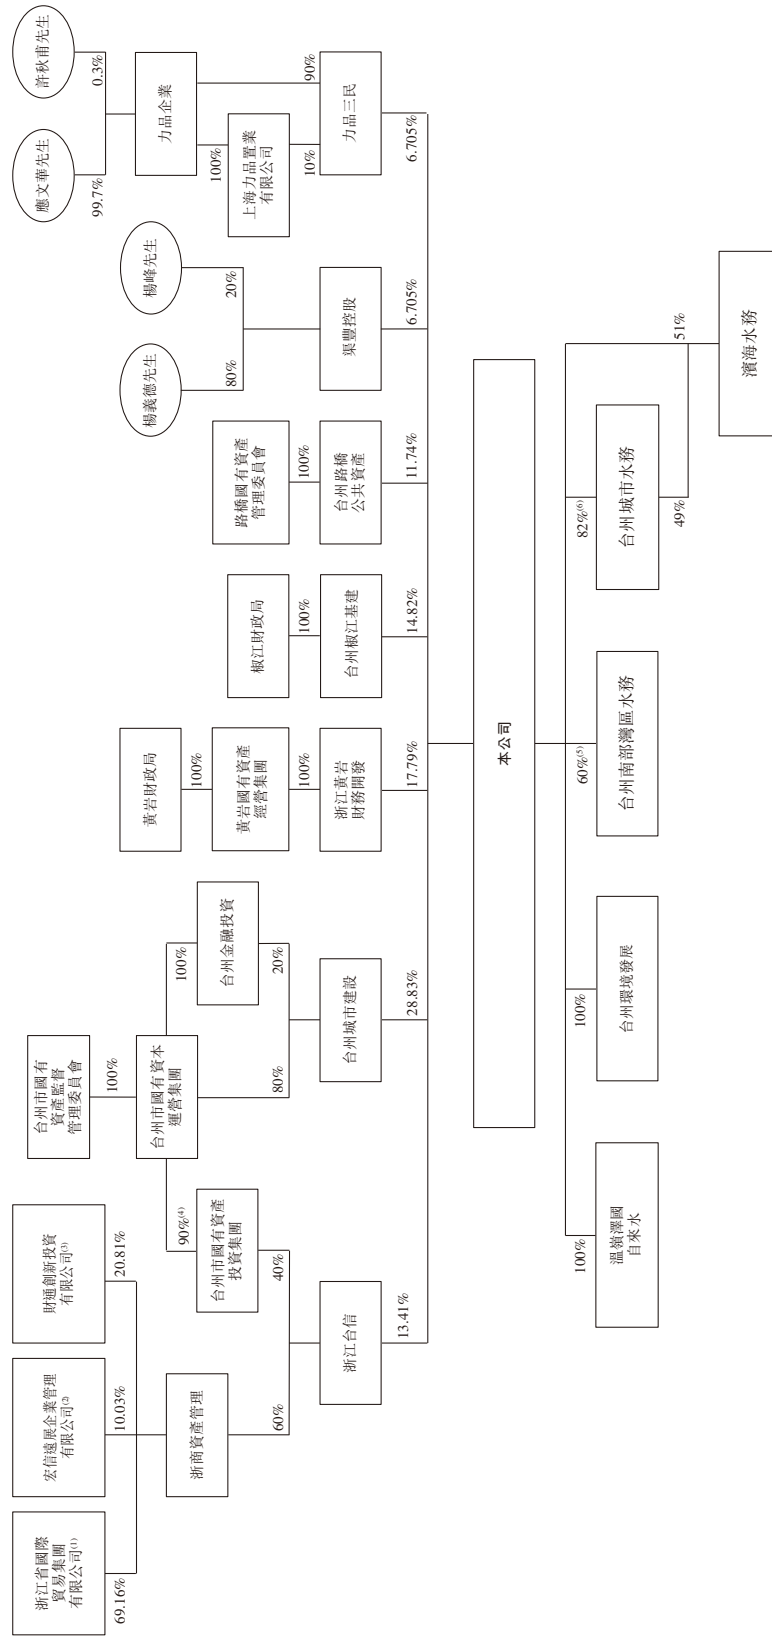 浙江省國際
貿易集團
有限公司(1)
宏信遠展企業管理
有限公司(2)
財通創新投資
有限公司(3)
69.16%
10.03%
20.81%
台州市國有
資產監督
管理委員會
100%
浙商資產管理
台州市國有資產
投資集團
90%(4)
台州市國有資本
運營集團
100%
台州金融投資
60%
40%
80%
20%
浙江台信
台州城市建設
13.41%
28.83%
黃岩財政局
100%
黃岩國有資產
經營集團
100%
浙江黃岩
財務開發
17.79%
椒江財政局
100%
台州椒江基建
14.82%
路橋國有資產
管理委員會
100%
台州路橋
公共資產
11.74%
楊義德先生
楊峰先生
80%
20%
渠豐控股
6.705%
應文華先生
許秋甫先生
99.7%
0.3%
力品企業
100%
上海力品置業
有限公司
10%
90%
力品三民
6.705%
本公司
100%
100%
60%(5)
82%(6)
溫嶺澤國
自來水
台州環境發展
台州南部灣區水務
台州城市水務
49%
51%
濱海水務